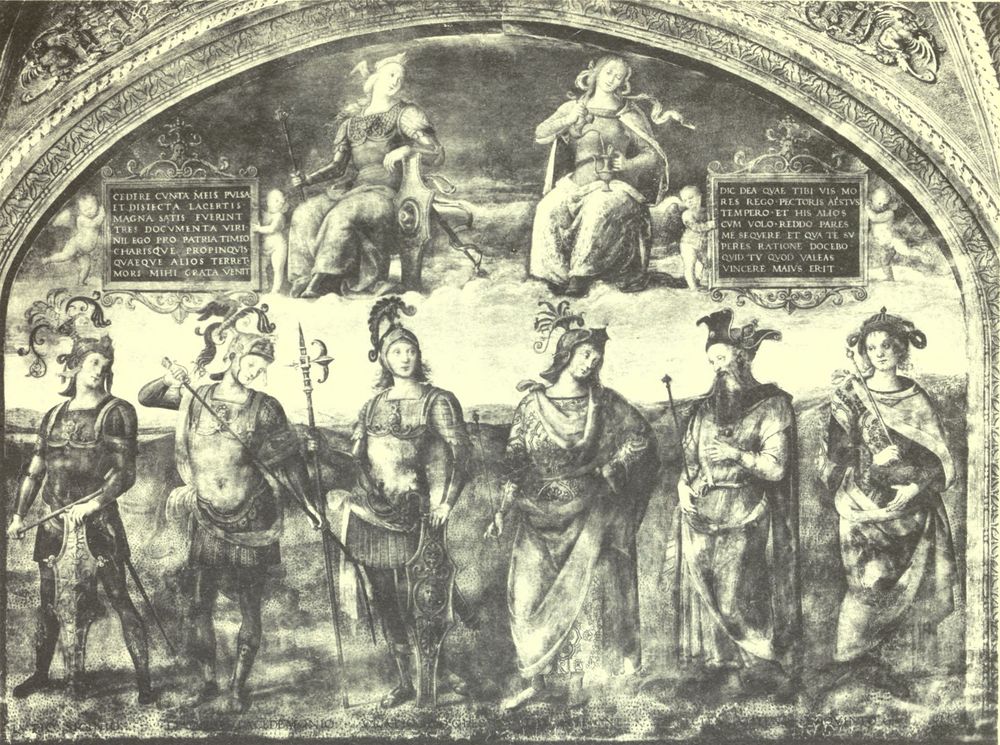 CEDERE CVNTA MEIS PVLSA
ET DISIECTA LACERTIS
MAGNA SATIS FVERINT
TRES DOCVMENTA VIRI
NIL EGO PRO PATRIA TIMEO
CHARISQVE PROPINQVIS
QVAEQVE ALIOS TERRET
MORI MIHI GRATA VENIT
DIC DEA QVAE TIBI VIS MO
RES REGO PECTORIS AESTVS
TEMPERO ET HIS ALIOS
CVM VOLO REDDO PARES
ME SEQVERE ET QVA TE SV
PERES RATIONE DOCEBO
QVID TV QVOD VALEAS
VINCERE MAIVS ERIT